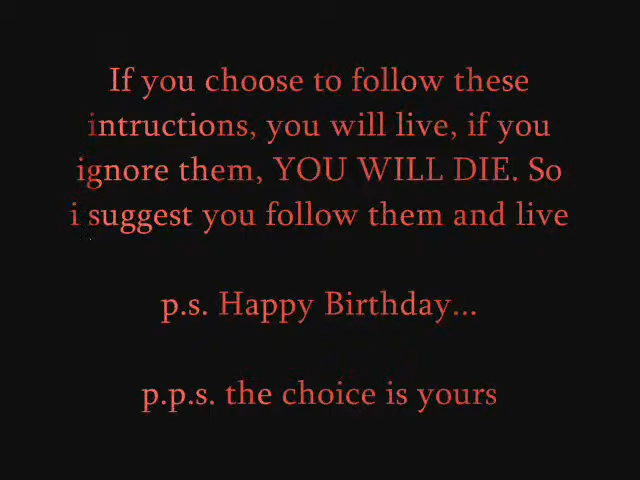 If you choose to follow these
intructions, you will live, if you
ignore them, YOU WILL DIE. So
i suggest you follow them and live
p.s. Happy Birthday...
p.p.s. the choice is yours